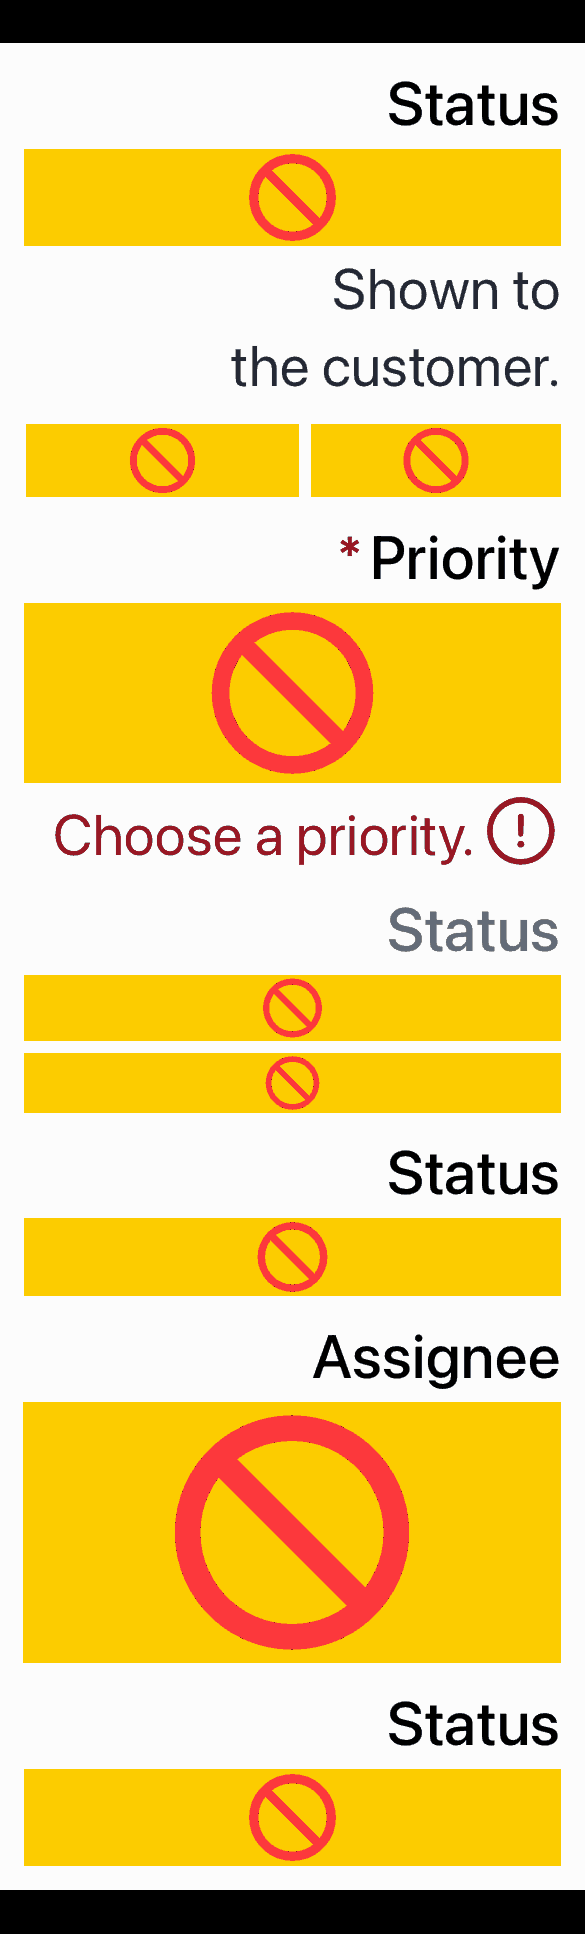 Status
Shown to
the customer.
* Priority
Choose a priority.
Status
Status
Assignee
Status